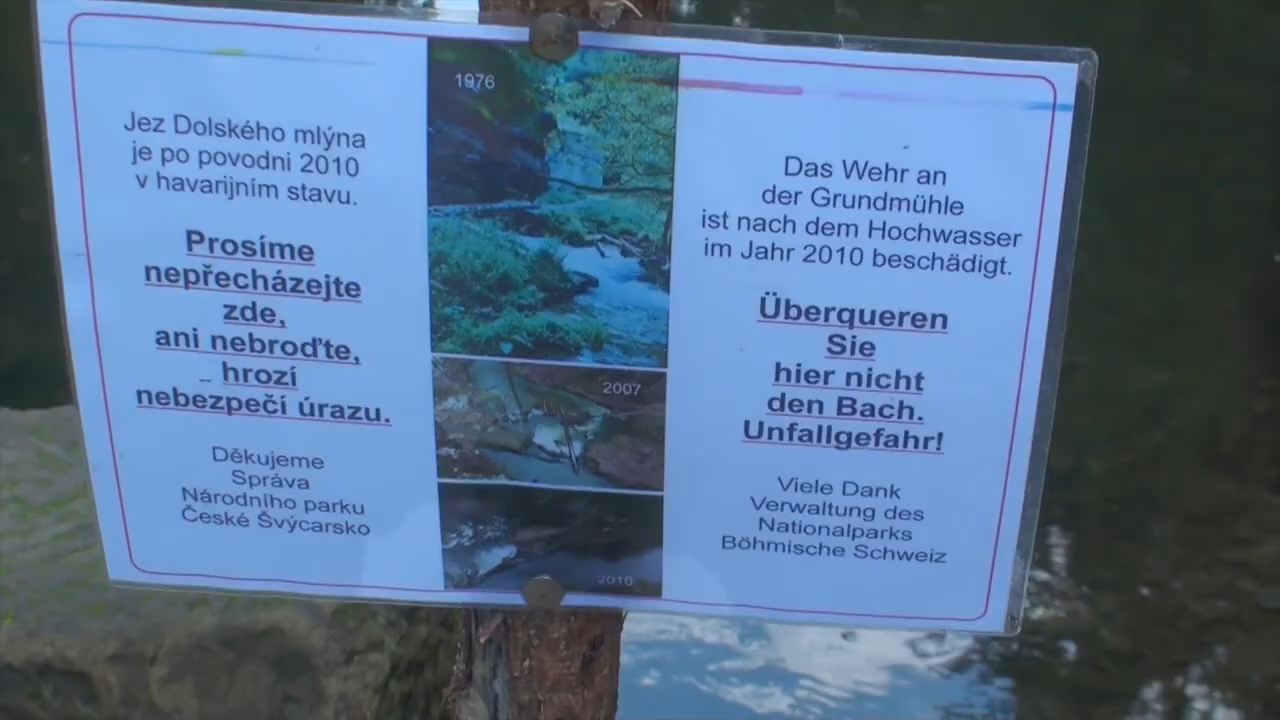 Jez Dolského mlýna
je po povodni 2010
v havarijním stavu.
Prosíme
nepřecházejte
zde,
ani nebroďte,
hrozí
nebezpečí úrazu.
Děkujeme
Správa
Národního parku
České Švýcarsko
1976
2007
2010
Das Wehr an
der Grundmühle
ist nach dem Hochwasser
im Jahr 2010 beschädigt.
Überqueren
Sie
hier nicht
den Bach.
Unfallgefahr!
Viele Dank
Verwaltung des
Nationalparks
Böhmische Schweiz